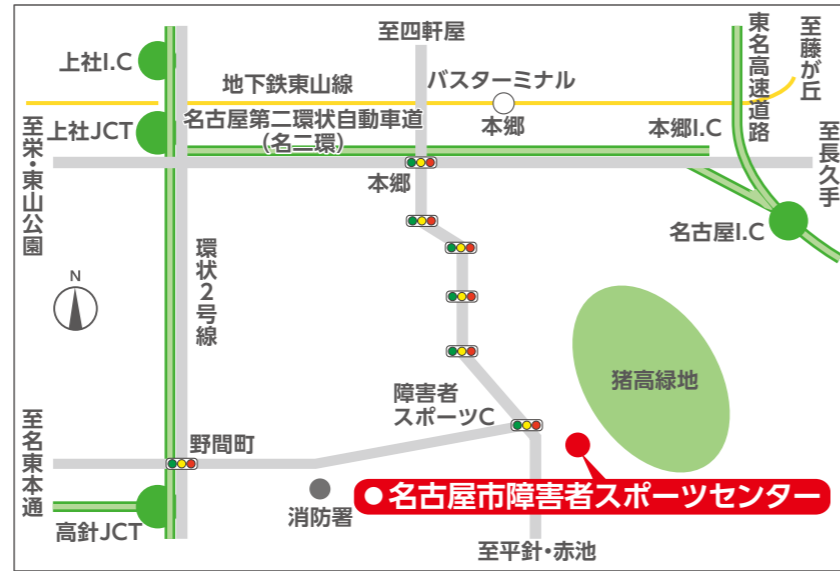 至四軒屋
上社I.C
地下鉄東山線
バスターミナル
本郷
東名高速道路
至藤が丘
上社JCT
名古屋第二環状自動車道
(名二環)
本郷I.C
至栄・東山公園
至長久手
本郷
名古屋I.C
N
環状2号線
猪高緑地
障害者
スポーツC
至名東本通
野間町
名古屋市障害者スポーツセンター
消防署
高針JCT
至平針・赤池